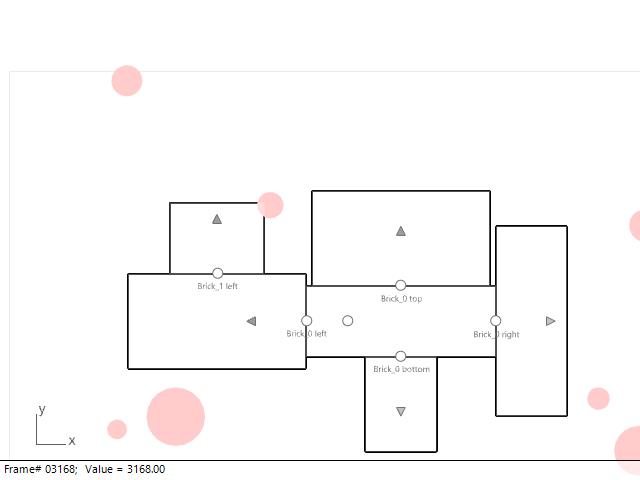 Brick_1 left
Brick_0 top
Brick_0 left
Brick_0 right
Brick_0 bottom
y
x
Frame# 03168; Value = 3168.00